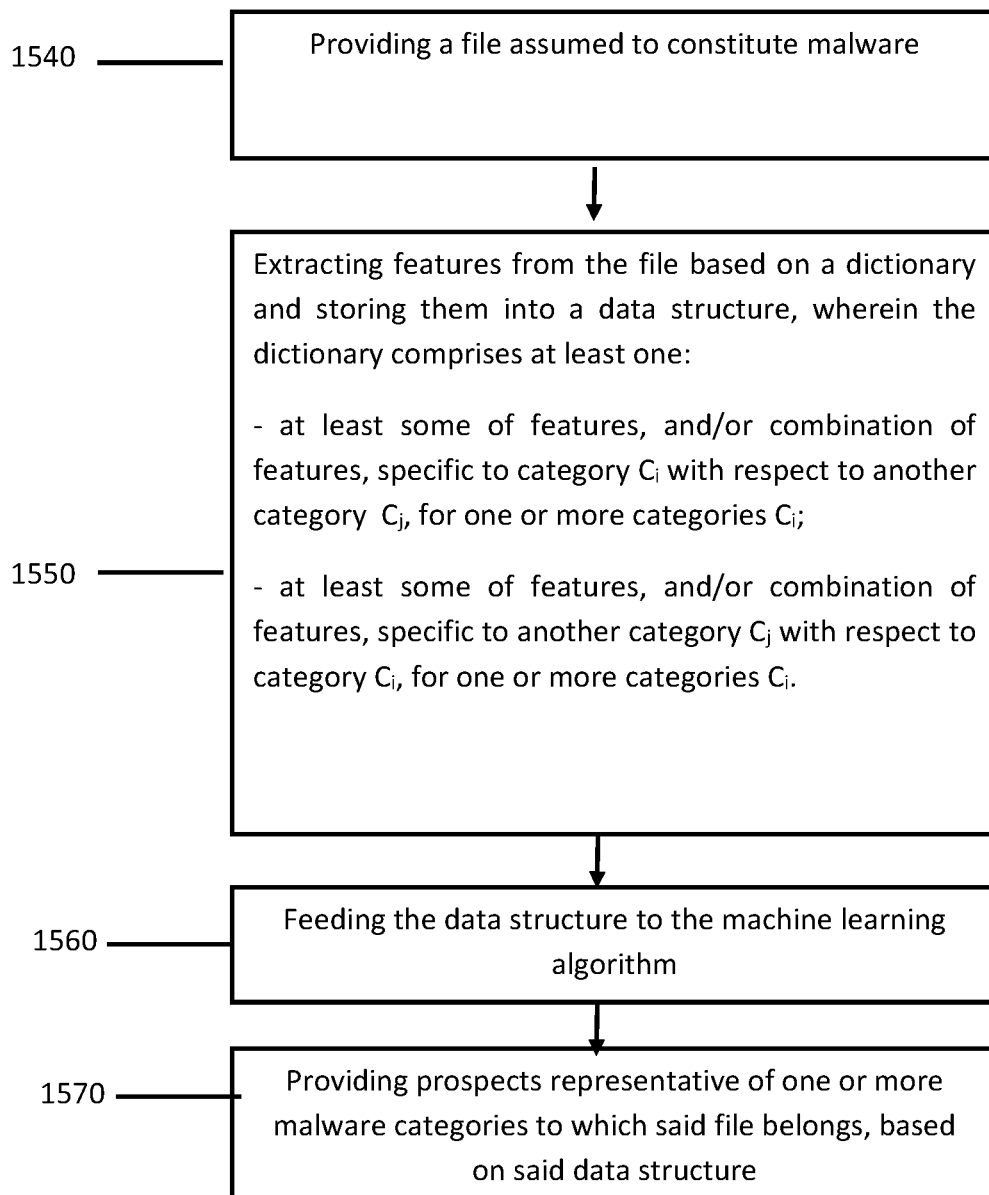 1540
Providing a file assumed to constitute malware
Extracting features from the file based on a dictionary
and storing them into a data structure, wherein the
dictionary comprises at least one:
- at least some of features, and/or combination of
features, specific to category Cᵢ with respect to another
category Cⱼ, for one or more categories Cᵢ;
1550
- at least some of features, and/or combination of
features, specific to another category Cⱼ with respect to
category Cᵢ, for one or more categories Cᵢ.
1560
Feeding the data structure to the machine learning
algorithm
1570
Providing prospects representative of one or more
malware categories to which said file belongs, based
on said data structure